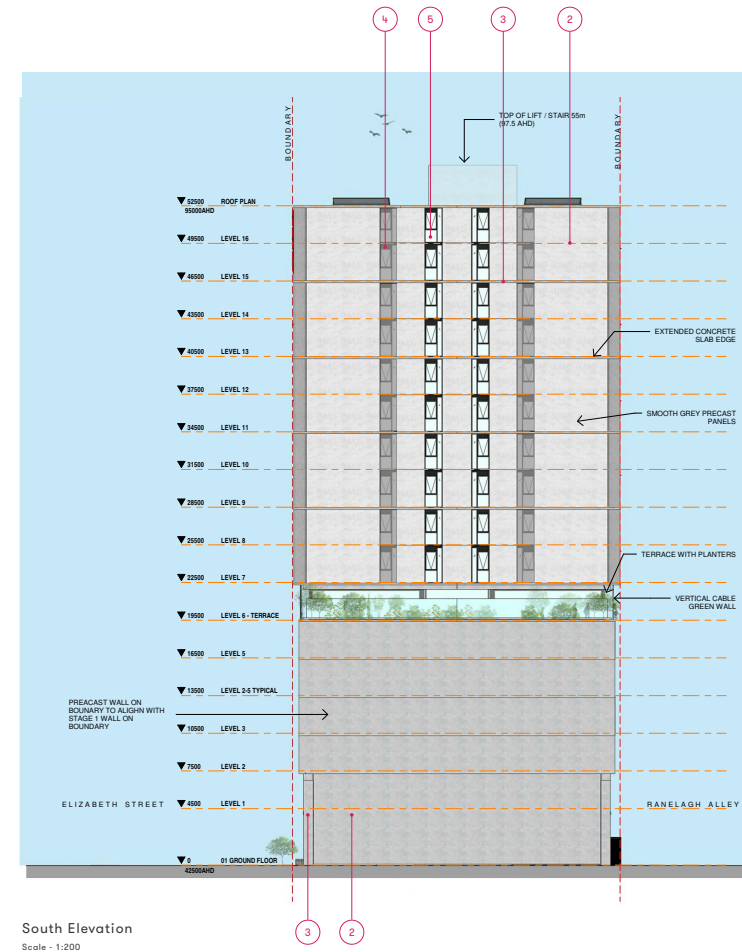 4 5 3 2
BOUNDARY
BOUNDARY
TOP OF LIFT / STAIR 55m
(97.5 AHD)
52500 ROOF PLAN
95000AHD
49500 LEVEL 16
46500 LEVEL 15
43500 LEVEL 14
EXTENDED CONCRETE
SLAB EDGE
40500 LEVEL 13
37500 LEVEL 12
SMOOTH GREY PRECAST
PANELS
34500 LEVEL 11
31500 LEVEL 10
28500 LEVEL 9
25500 LEVEL 8
TERRACE WITH PLANTERS
22500 LEVEL 7
VERTICAL CABLE
GREEN WALL
19500 LEVEL 6 - TERRACE
16500 LEVEL 5
13500 LEVEL 2-5 TYPICAL
PREACAST WALL ON
BOUNARY TO ALIGHN WITH
STAGE 1 WALL ON
BOUNDARY
10500 LEVEL 3
7500 LEVEL 2
ELIZABETH STREET
4500 LEVEL 1
RANELAGH ALLEY
0 01 GROUND FLOOR
42500AHD
3 2
South Elevation
Scale - 1:200